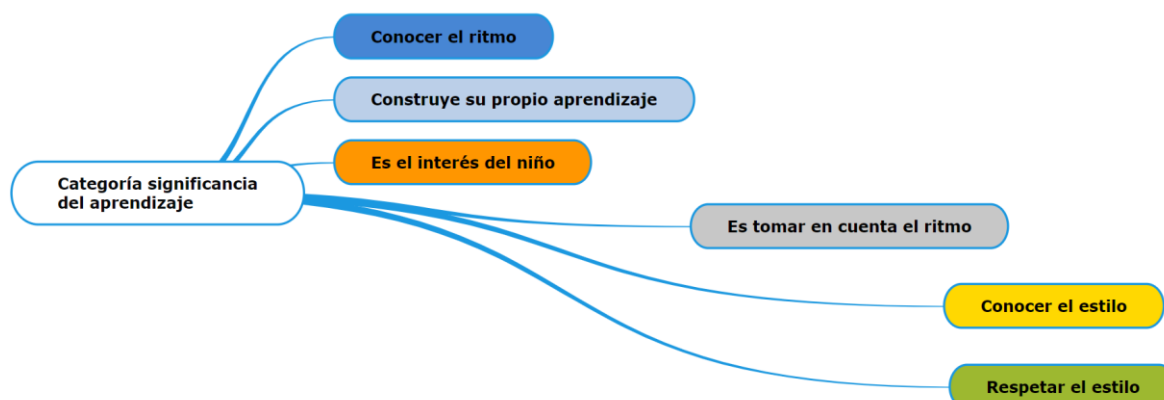 Conocer el ritmo
Construye su propio aprendizaje
Es el interés del niño
Categoría significancia
del aprendizaje
Es tomar en cuenta el ritmo
Conocer el estilo
Respetar el estilo